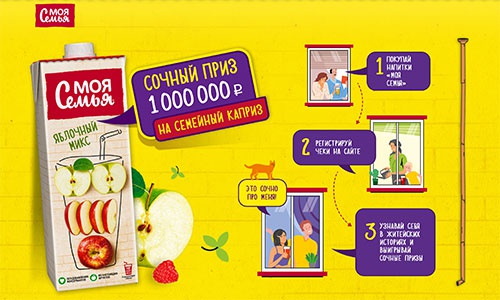 МОЯ
Семья
МОЯ
Семья
ЯБЛОЧНЫЙ
МИКС
СОЧНЫЙ ПРИЗ
1 000 000 ₽
НА СЕМЕЙНЫЙ КАПРИЗ
1 ПОКУПАЙ
НАПИТКИ
«МОЯ
СЕМЬЯ»
2 РЕГИСТРИРУЙ
ЧЕКИ НА САЙТЕ
ЭТО СОЧНО
ПРО МЕНЯ!
3 УЗНАВАЙ СЕБЯ
В ЖИТЕЙСКИХ
ИСТОРИЯХ И
ВЫИГРЫВАЙ
СОЧНЫЕ ПРИЗЫ